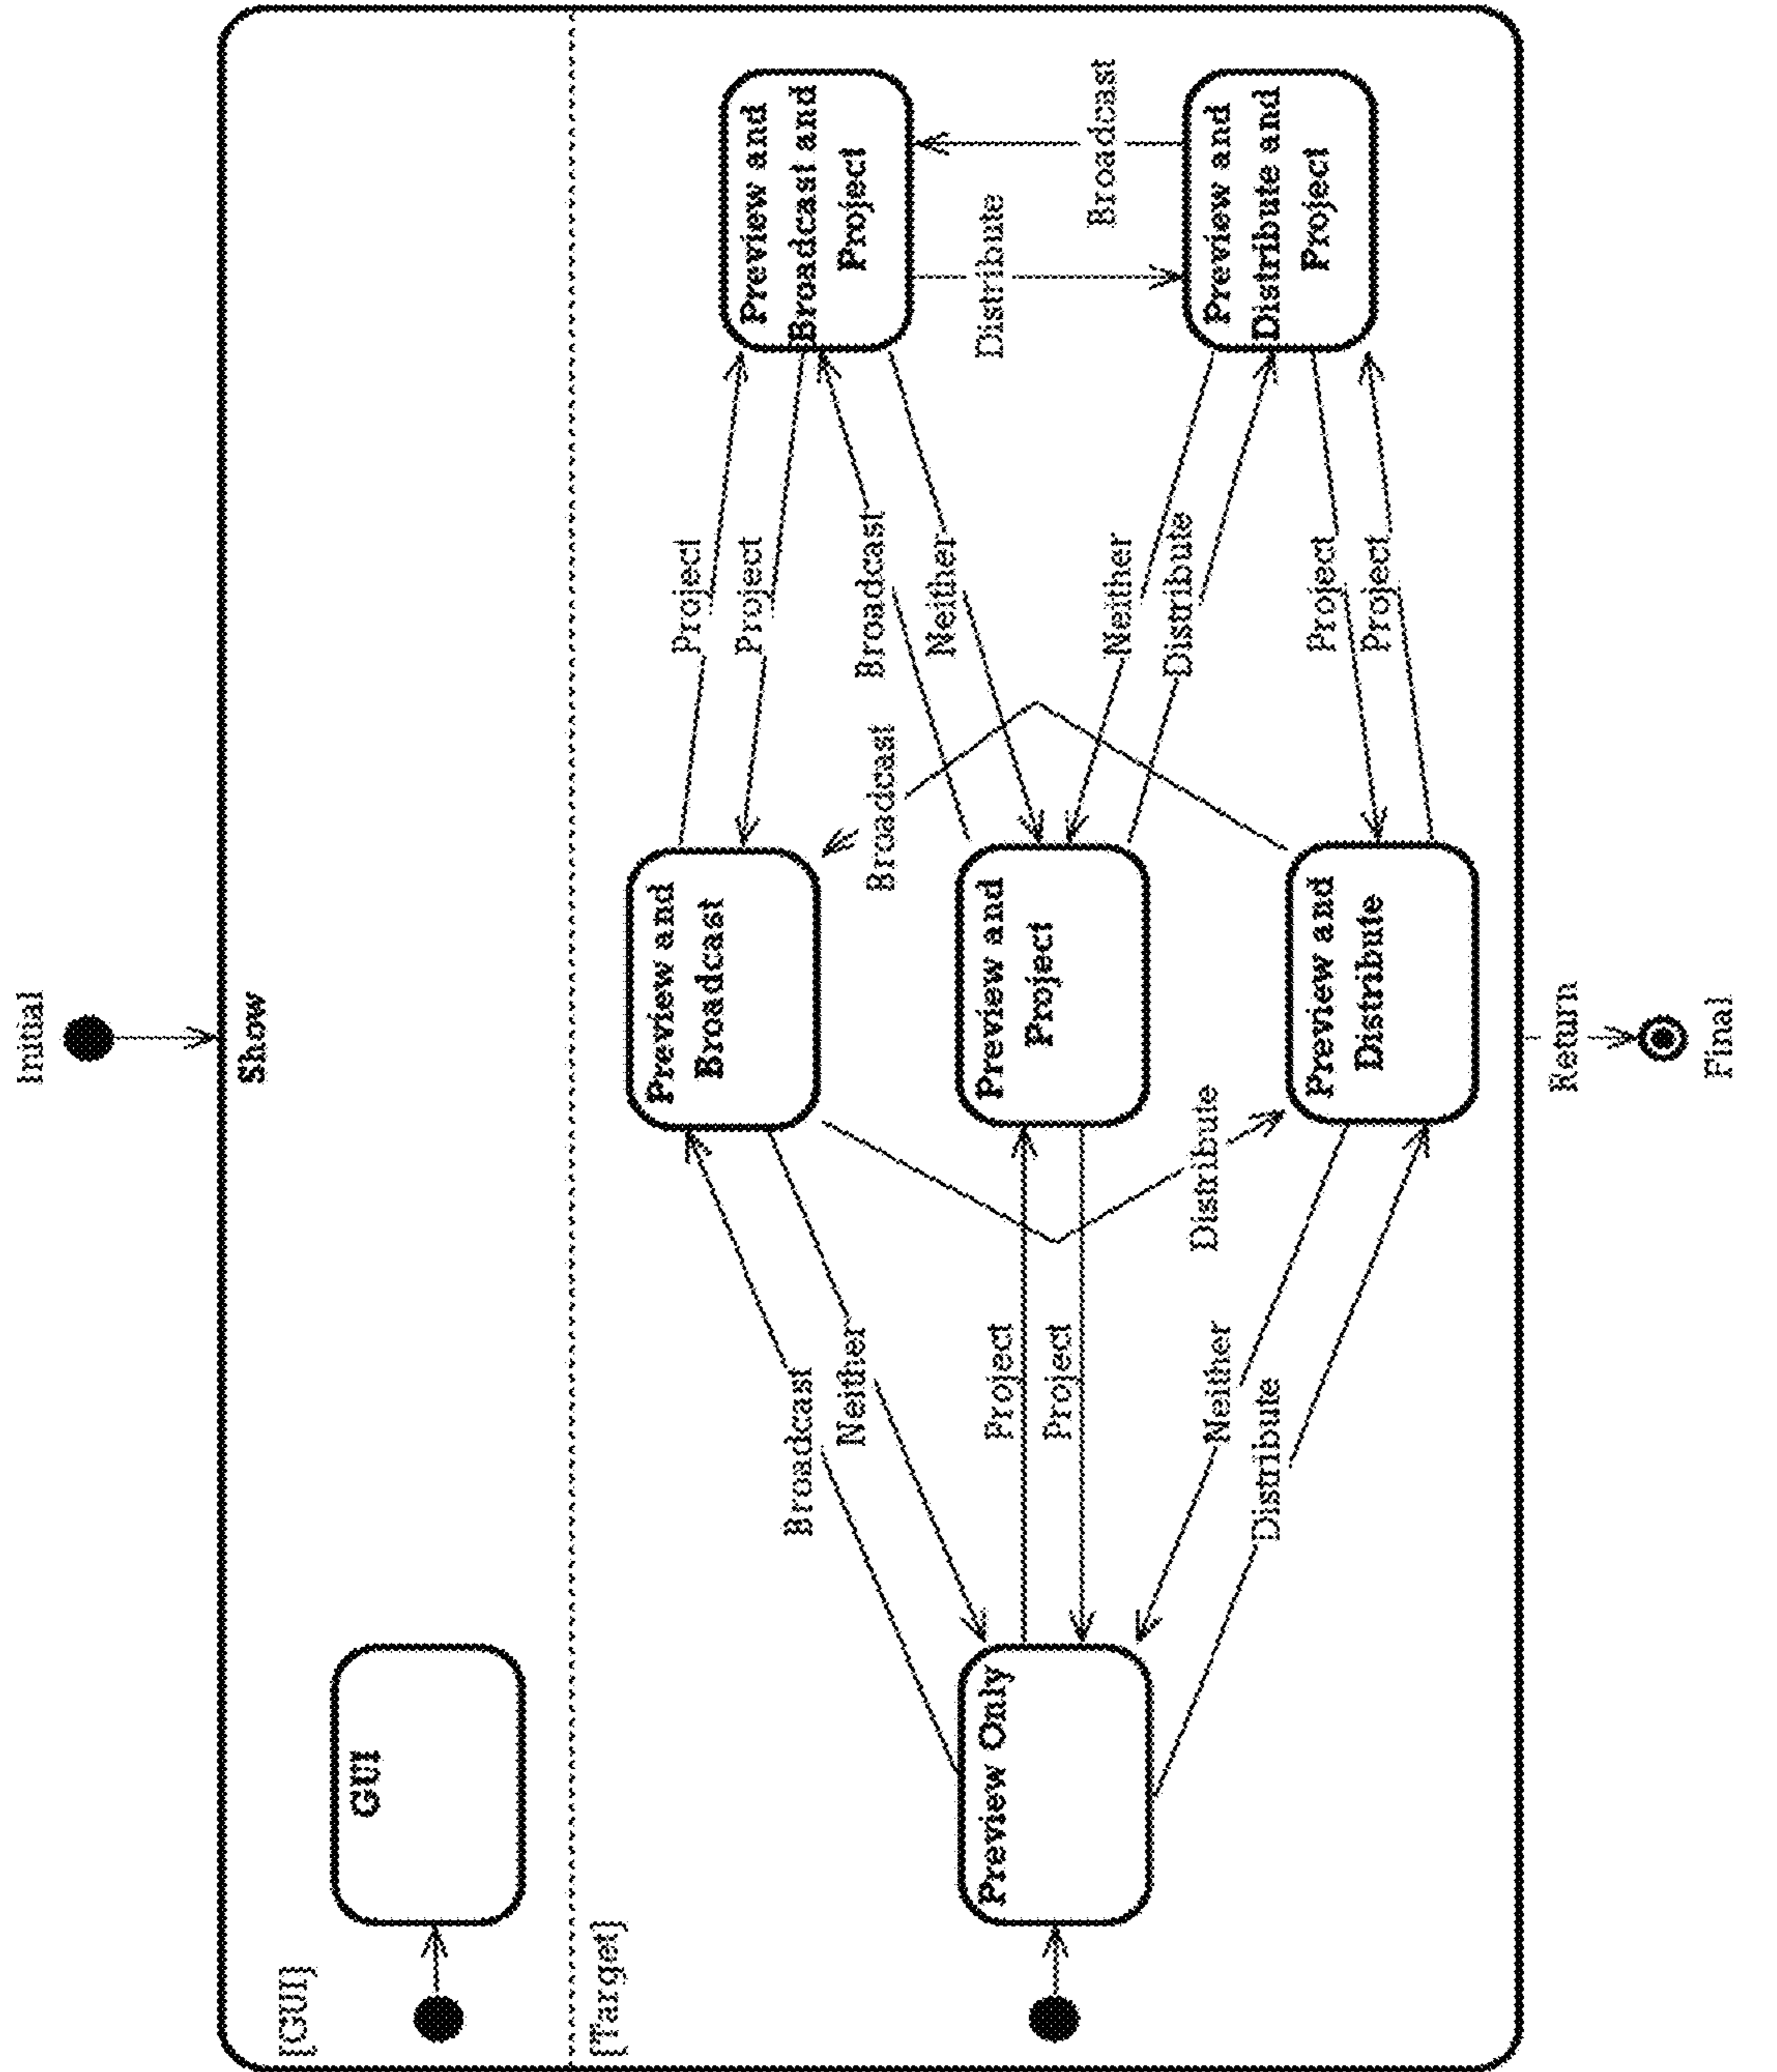 Initial
Show
[GUI]
GUI
[Target]
Preview Only
Broadcast
Neither
Project
Project
Neither
Distribute
Preview and
Broadcast
Distribute
Preview and
Project
Preview and
Distribute
Broadcast
Project
Project
Broadcast
Neither
Neither
Distribute
Project
Project
Preview and
Broadcast and
Project
Distribute
Broadcast
Preview and
Distribute and
Project
Return
Final